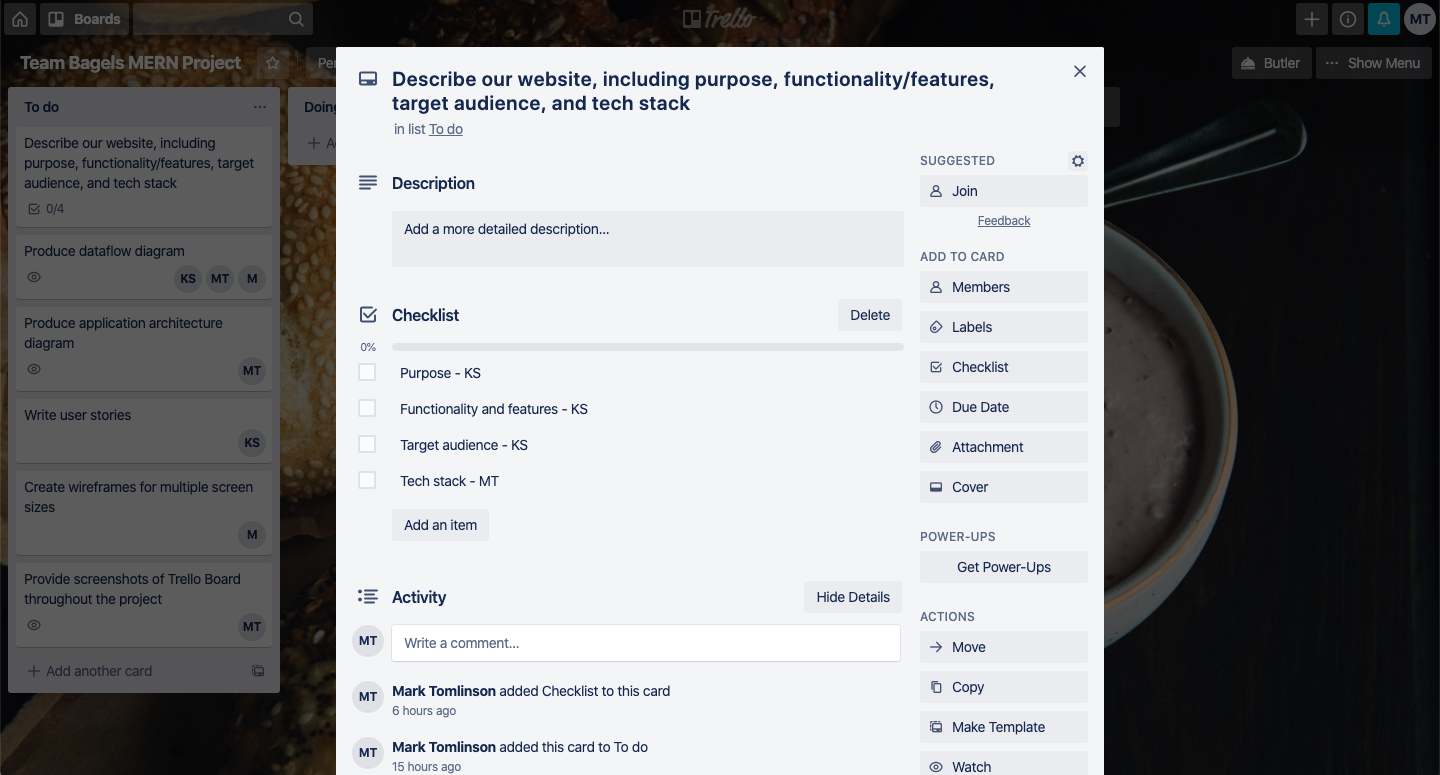 Boards
Trello
MT
Team Bagels MERN Project
Butler
Show Menu
To do
Describe our website, including
purpose, functionality/features, target
audience, and tech stack
0/4
Produce dataflow diagram
KS MT M
Produce application architecture
diagram
MT
Write user stories
KS
Create wireframes for multiple screen
sizes
M
Provide screenshots of Trello Board
throughout the project
MT
Add another card
Describe our website, including purpose, functionality/features,
target audience, and tech stack
in list To do
Description
Add a more detailed description...
Checklist
Delete
0%
Purpose - KS
Functionality and features - KS
Target audience - KS
Tech stack - MT
Add an item
Activity
Hide Details
MT
Write a comment...
MT
Mark Tomlinson added Checklist to this card
6 hours ago
MT
Mark Tomlinson added this card to To do
15 hours ago
SUGGESTED
Join
Feedback
ADD TO CARD
Members
Labels
Checklist
Due Date
Attachment
Cover
POWER-UPS
Get Power-Ups
ACTIONS
Move
Copy
Make Template
Watch